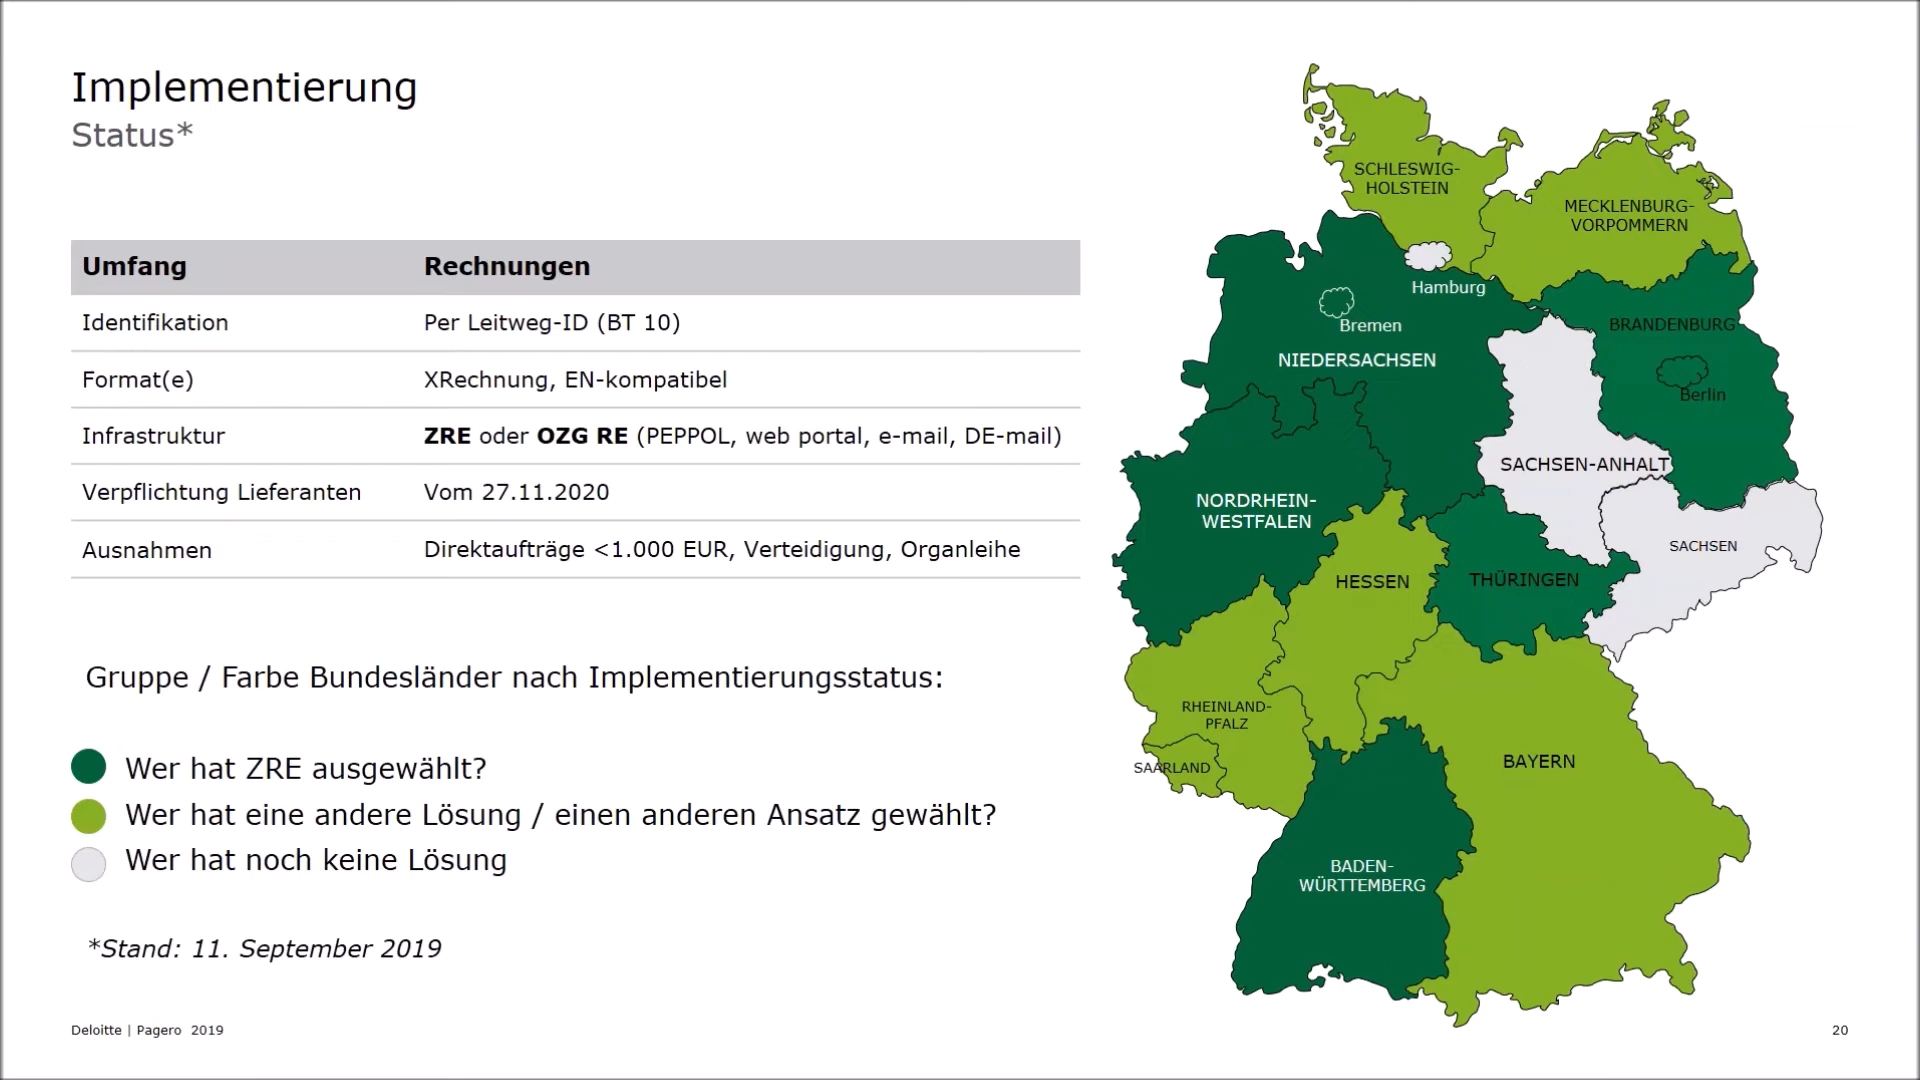 Implementierung
Status*
Umfang Rechnungen
Identifikation Per Leitweg-ID (BT 10)
Format(e) XRechnung, EN-kompatibel
Infrastruktur ZRE oder OZG RE (PEPPOL, web portal, e-mail, DE-mail)
Verpflichtung Lieferanten Vom 27.11.2020
Ausnahmen Direktaufträge <1.000 EUR, Verteidigung, Organleihe
Gruppe / Farbe Bundesländer nach Implementierungsstatus:
Wer hat ZRE ausgewählt?
Wer hat eine andere Lösung / einen anderen Ansatz gewählt?
Wer hat noch keine Lösung
*Stand: 11. September 2019
SCHLESWIG-
HOLSTEIN
MECKLENBURG-
VORPOMMERN
Hamburg
Bremen
NIEDERSACHSEN
BRANDENBURG
Berlin
SACHSEN-ANHALT
NORDRHEIN-
WESTFALEN
SACHSEN
HESSEN
THÜRINGEN
RHEINLAND-
PFALZ
SAARLAND
BAYERN
BADEN-
WÜRTTEMBERG
Deloitte | Pagero 2019
20